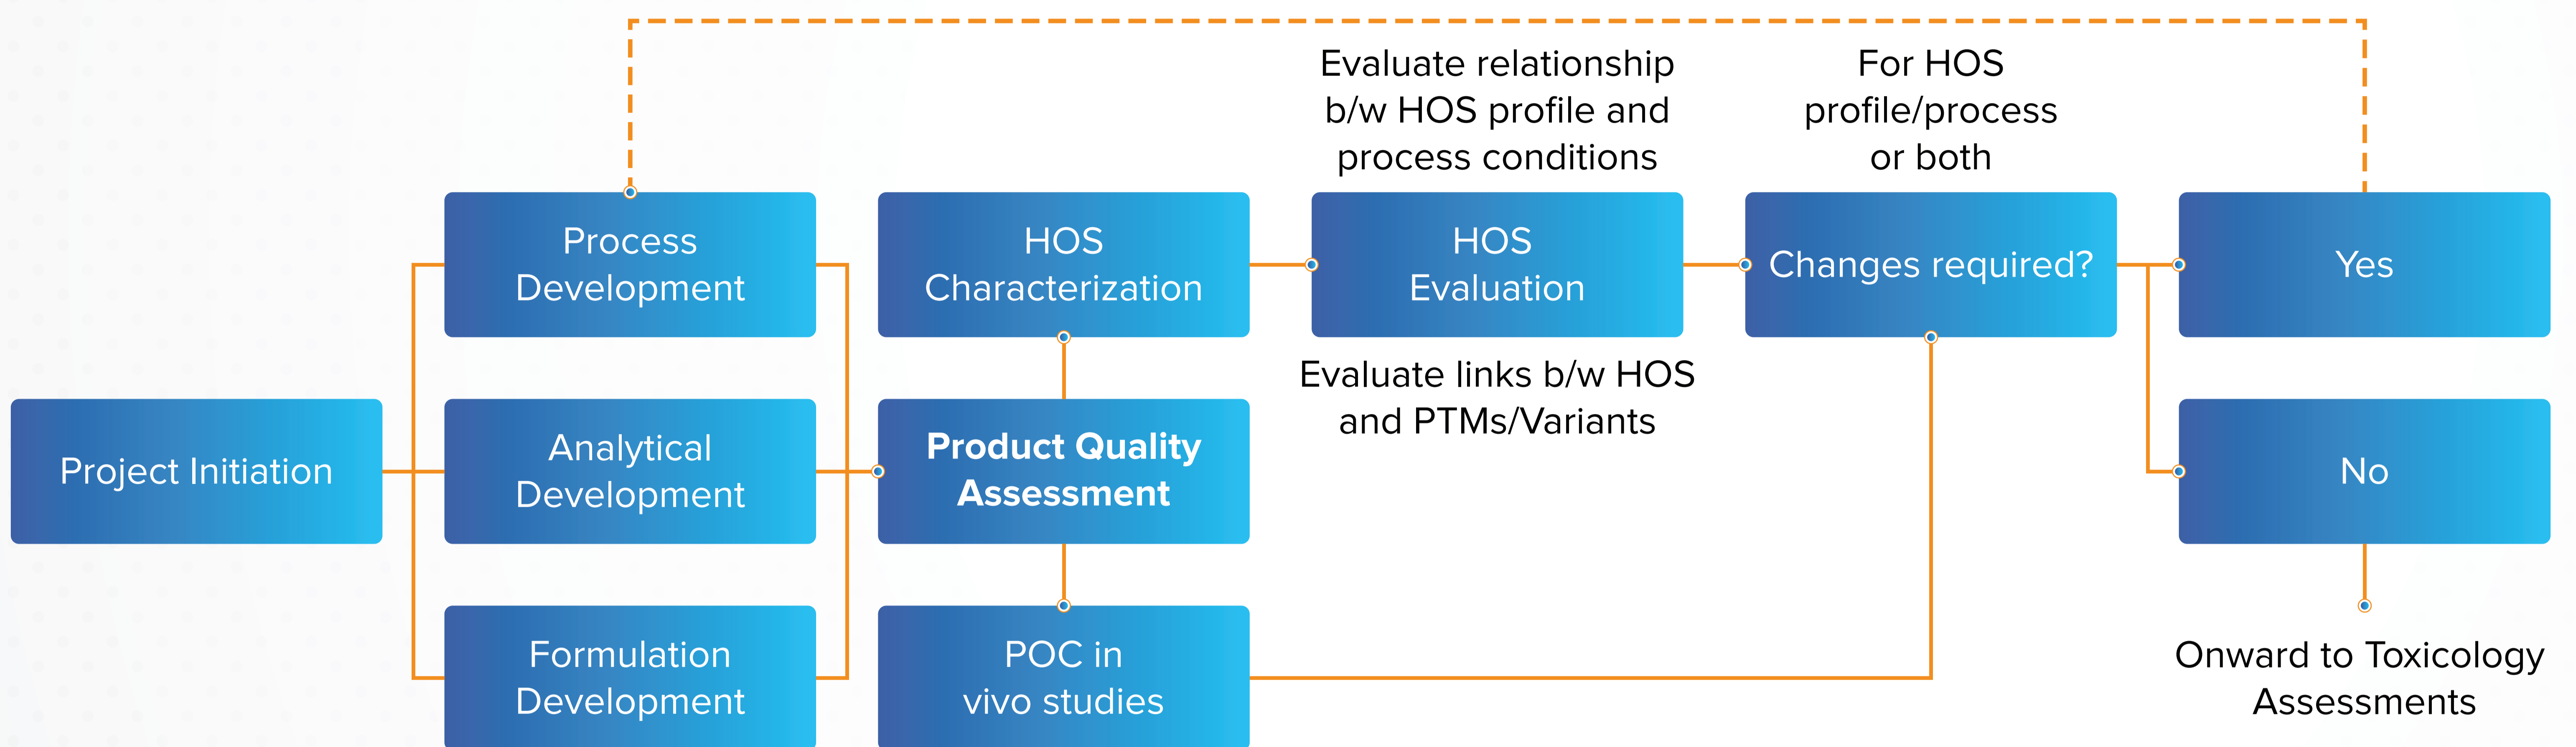 Evaluate relationship
b/w HOS profile and
process conditions
For HOS
profile/process
or both
Process
Development
HOS
Characterization
HOS
Evaluation
Changes required?
Yes
Evaluate links b/w HOS
and PTMs/Variants
Project Initiation
Analytical
Development
Product Quality
Assessment
No
Formulation
Development
POC in
vivo studies
Onward to Toxicology
Assessments